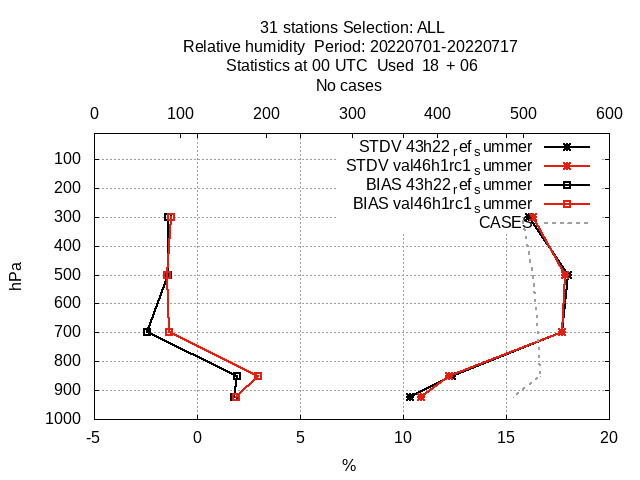 31 stations Selection: ALL
Relative humidity  Period: 20220701-20220717
Statistics at 00 UTC  Used  18  + 06
No cases
0 100 200 300 400 500 600
STDV 43h22_ref_summer
STDV val46h1rc1_summer
BIAS 43h22_ref_summer
BIAS val46h1rc1_summer
CASES
hPa
100
200
300
400
500
600
700
800
900
1000
-5 0 5 10 15 20
%